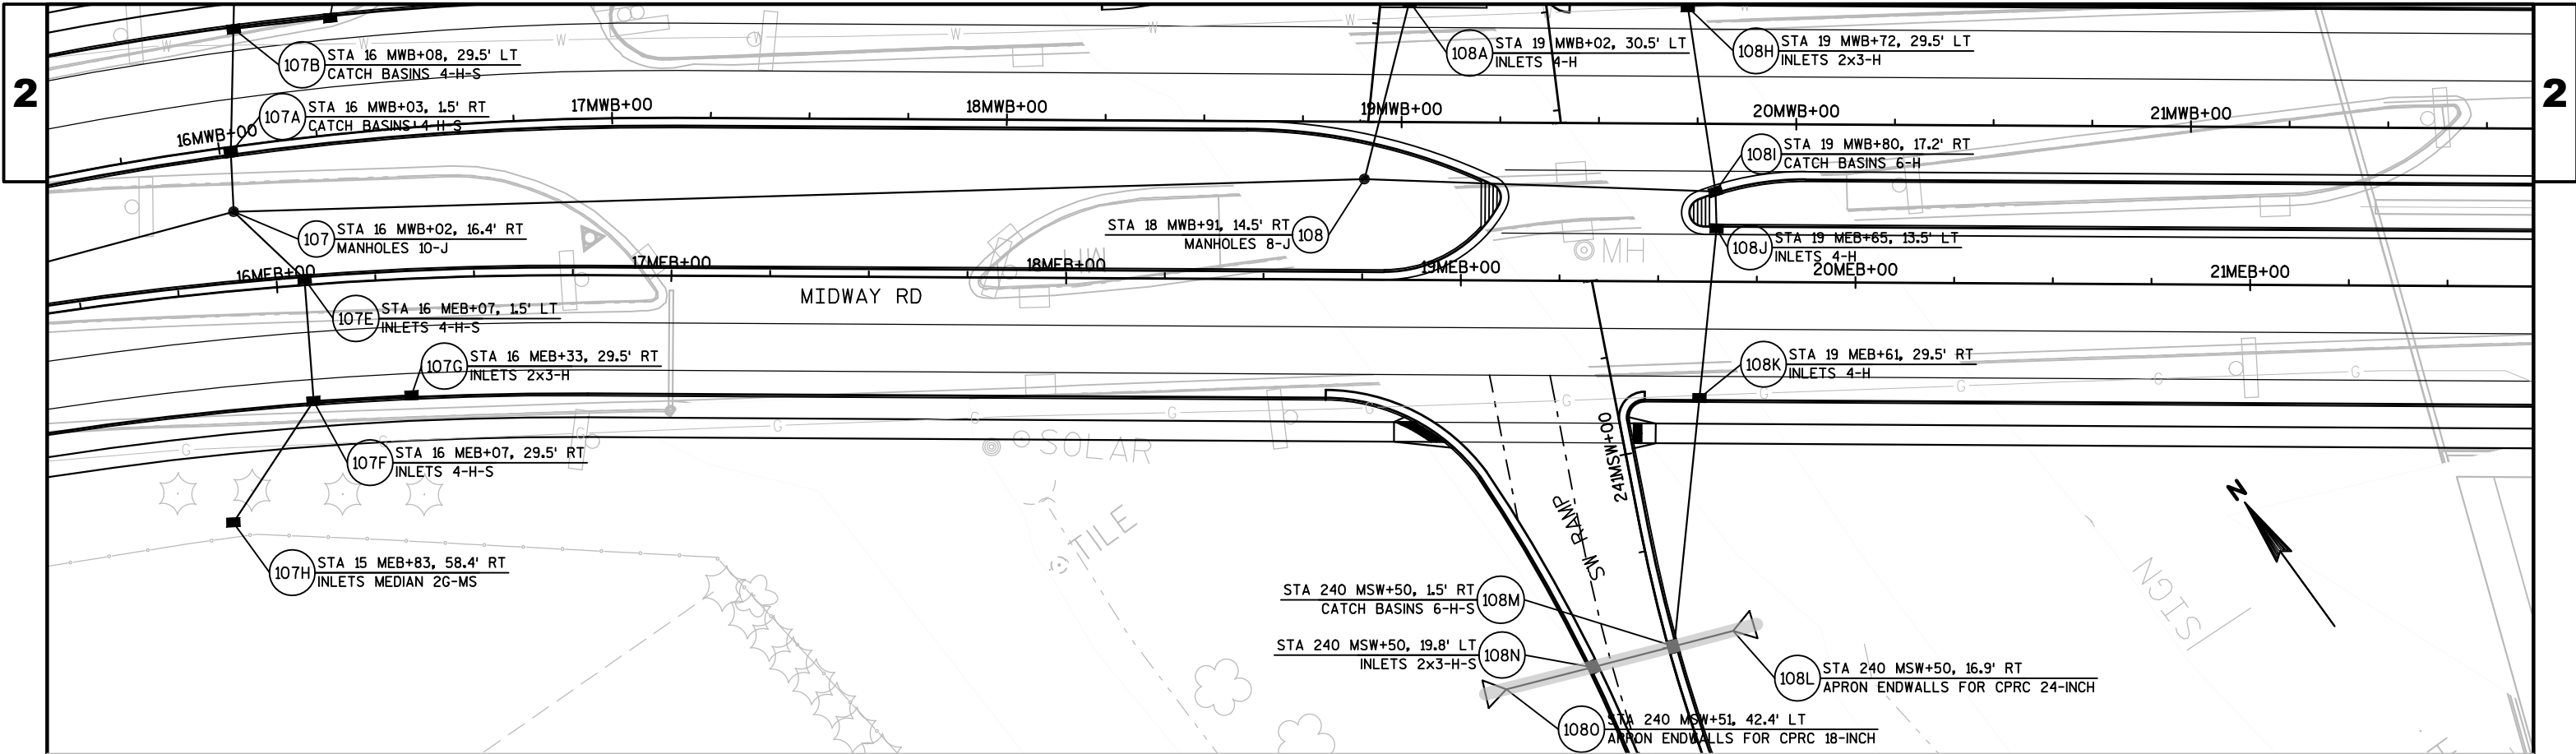 2
2
107B
STA 16 MWB+08, 29.5' LT
CATCH BASINS 4-H-S
108A
STA 19 MWB+02, 30.5' LT
INLETS 4-H
108H
STA 19 MWB+72, 29.5' LT
INLETS 2x3-H
W
W
W
W
W
W
107A
STA 16 MWB+03, 1.5' RT
CATCH BASINS 4-H-S
16MWB+00
17MWB+00
18MWB+00
19MWB+00
20MWB+00
21MWB+00
108I
STA 19 MWB+80, 17.2' RT
CATCH BASINS 6-H
107
STA 16 MWB+02, 16.4' RT
MANHOLES 10-J
STA 18 MWB+91, 14.5' RT
MANHOLES 8-J
108
MH
108J
STA 19 MEB+65, 13.5' LT
INLETS 4-H
16MEB+00
17MEB+00
18MEB+00
19MEB+00
20MEB+00
21MEB+00
MIDWAY RD
107E
STA 16 MEB+07, 1.5' LT
INLETS 4-H-S
107G
STA 16 MEB+33, 29.5' RT
INLETS 2x3-H
108K
STA 19 MEB+61, 29.5' RT
INLETS 4-H
G
G
G
G
G
G
G
G
G
G
G
241MSW+00
SOLAR
107F
STA 16 MEB+07, 29.5' RT
INLETS 4-H-S
TILE
SW RAMP
N
107H
STA 15 MEB+83, 58.4' RT
INLETS MEDIAN 2G-MS
SIGN
STA 240 MSW+50, 1.5' RT
CATCH BASINS 6-H-S
108M
STA 240 MSW+50, 19.8' LT
INLETS 2x3-H-S
108N
108L
STA 240 MSW+50, 16.9' RT
APRON ENDWALLS FOR CPRC 24-INCH
108O
STA 240 MSW+51, 42.4' LT
APRON ENDWALLS FOR CPRC 18-INCH